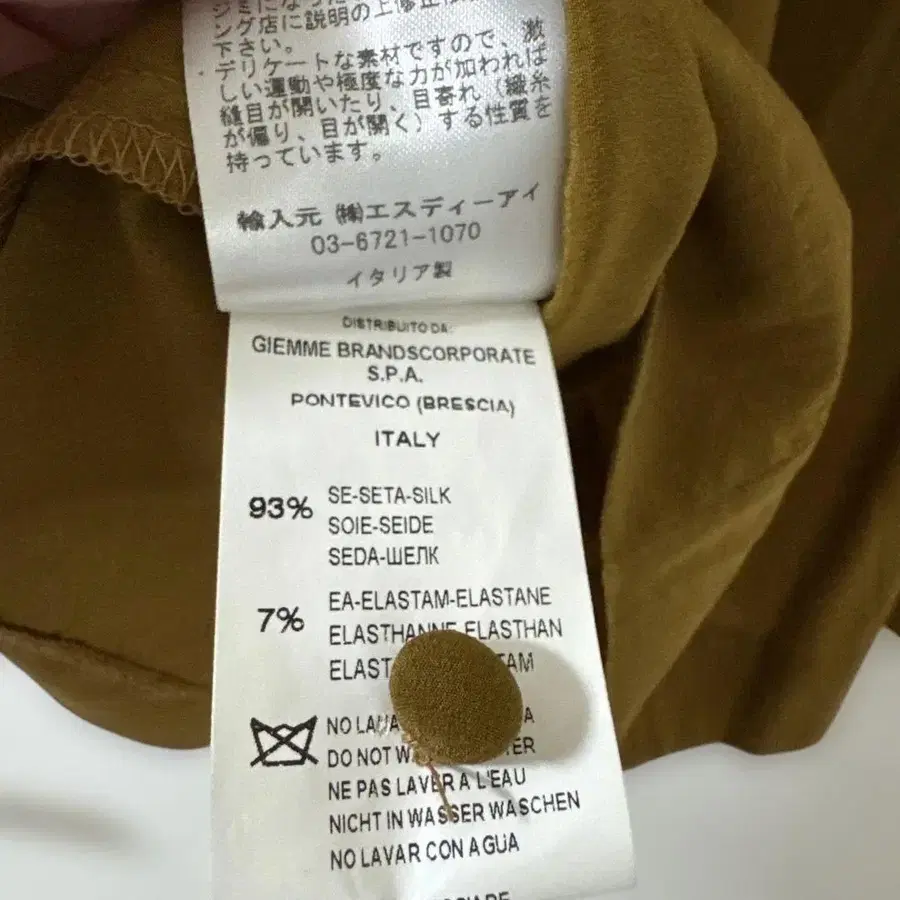 ング店に説明の上修正
下さい。
デリケートな素材ですので、激
しい運動や極度な力が加われば
縫目が開いたり、目寄れ（織糸
が偏り、目が開く）する性質を
持っています。
輸入元 ㈱エスディーアイ
03-6721-1070
イタリア製
DISTRIBUITO DA:
GIEMME BRANDSCORPORATE
S.P.A.
PONTEVICO (BRESCIA)
ITALY
93% SE-SETA-SILK
SOIE-SEIDE
SEDA-ШЕЛК
7% EA-ELASTAM-ELASTANE
ELASTHANNE-ELASTHAN
NO
DO NOT
NE PAS LAVER A L'EAU
NICHT IN WASSER WASCHEN
NO LAVAR CON AGUA